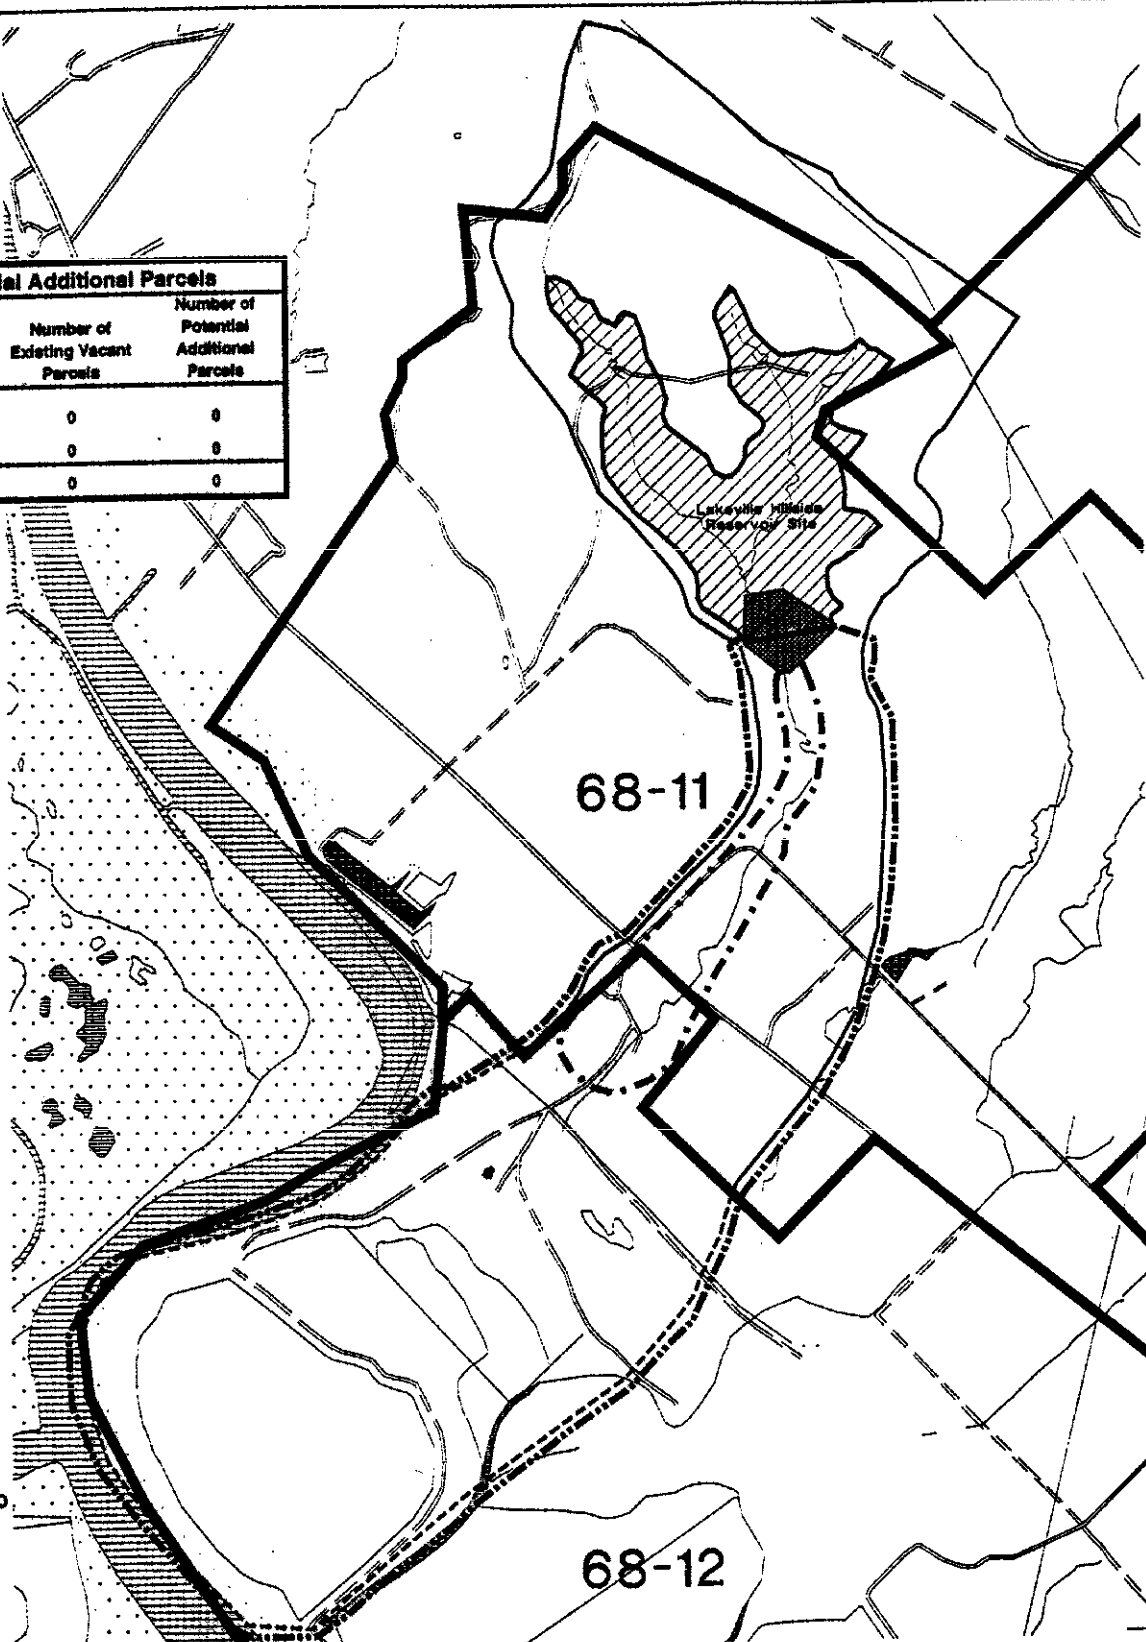 ial Additional Parcels
Number of
Existing Vacant
Parcels
Number of
Potential
Additional
Parcels
0 0
0 0
0 0
Lakeville Hillside
Reservoir Site
68-11
68-12